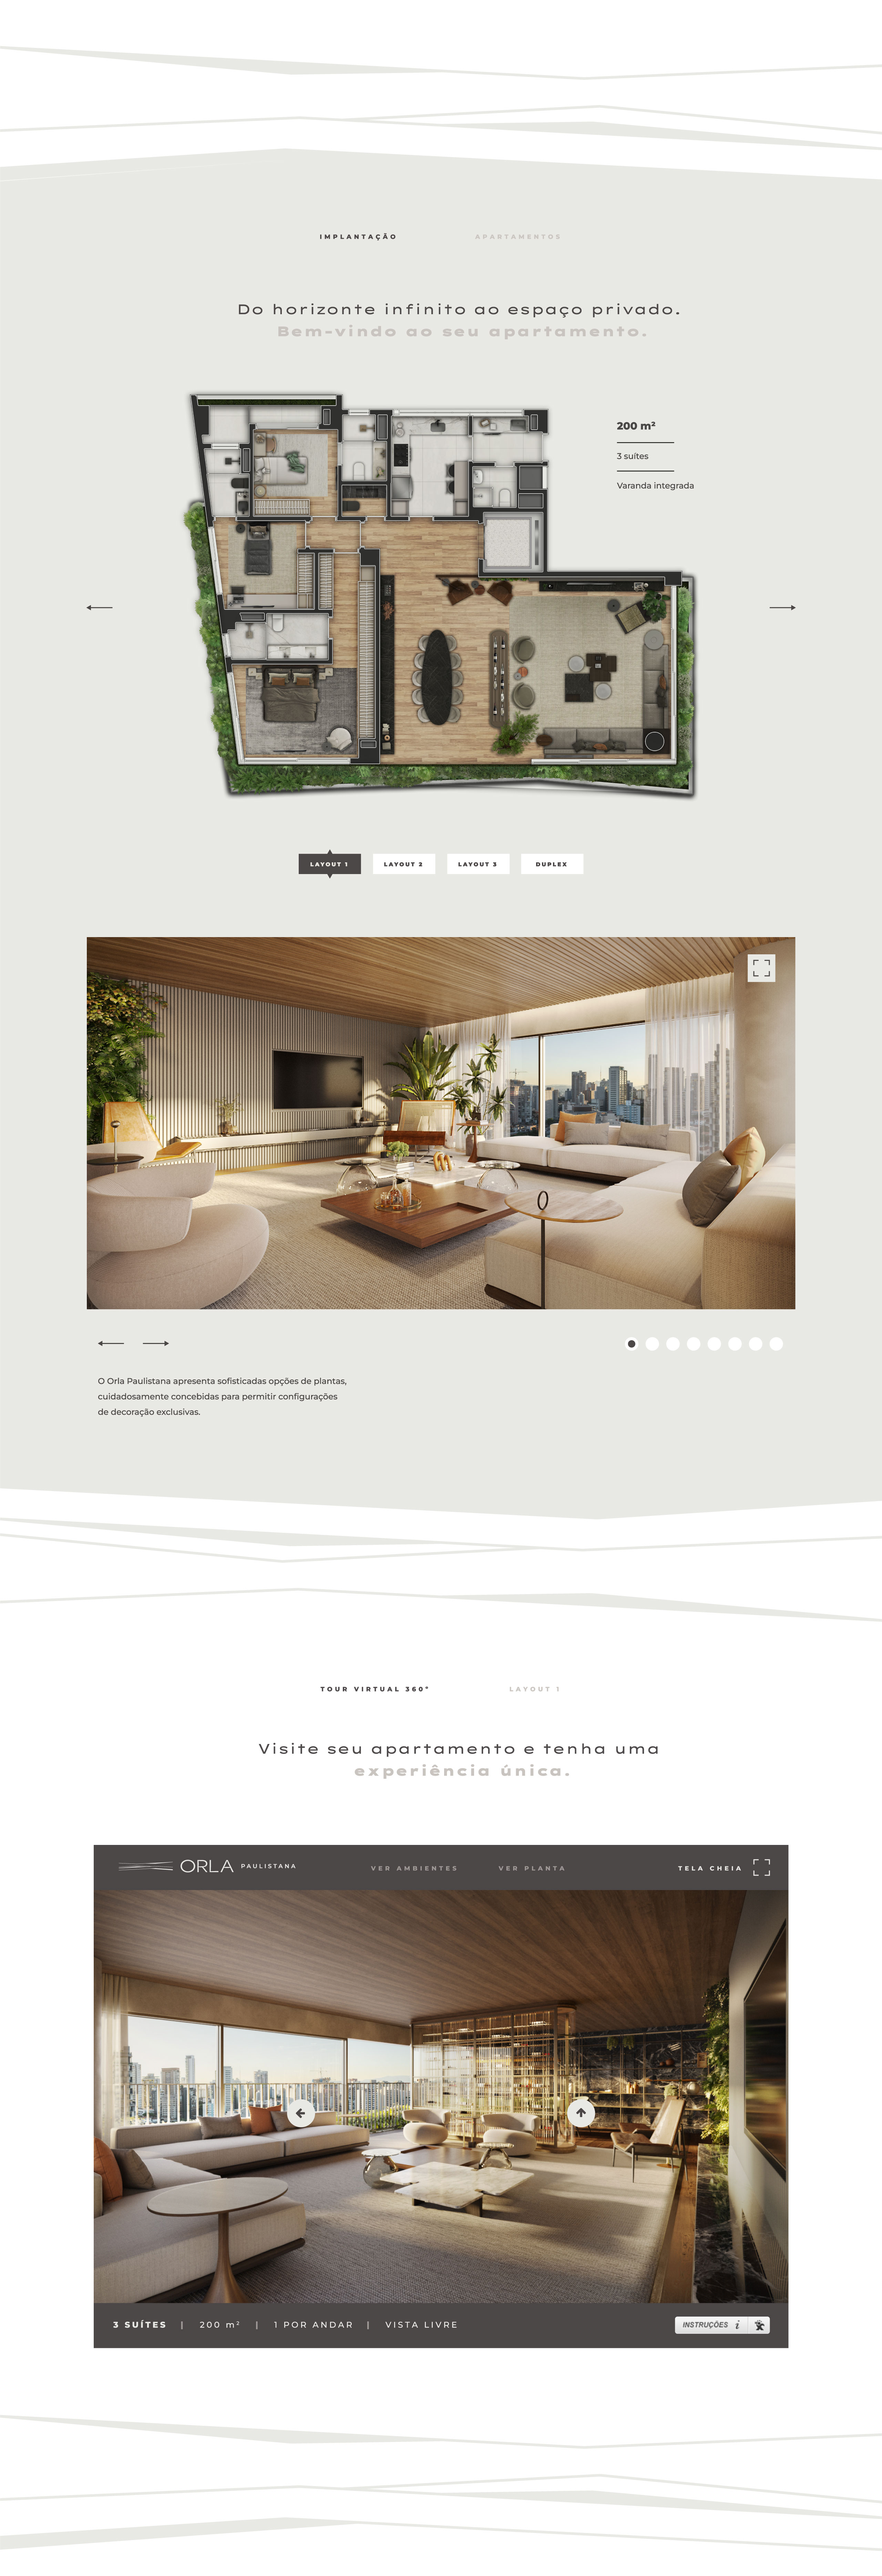 IMPLANTAÇÃO
APARTAMENTOS
Do horizonte infinito ao espaço privado.
Bem-vindo ao seu apartamento.
200 m²
3 suítes
Varanda integrada
LAYOUT 1
LAYOUT 2
LAYOUT 3
DUPLEX
O Orla Paulistana apresenta sofisticadas opções de plantas,
cuidadosamente concebidas para permitir configurações
de decoração exclusivas.
TOUR VIRTUAL 360°
LAYOUT 1
Visite seu apartamento e tenha uma
experiência única.
ORLA PAULISTANA
VER AMBIENTES
VER PLANTA
TELA CHEIA
3 SUÍTES | 200 m² | 1 POR ANDAR | VISTA LIVRE
INSTRUÇÕES i